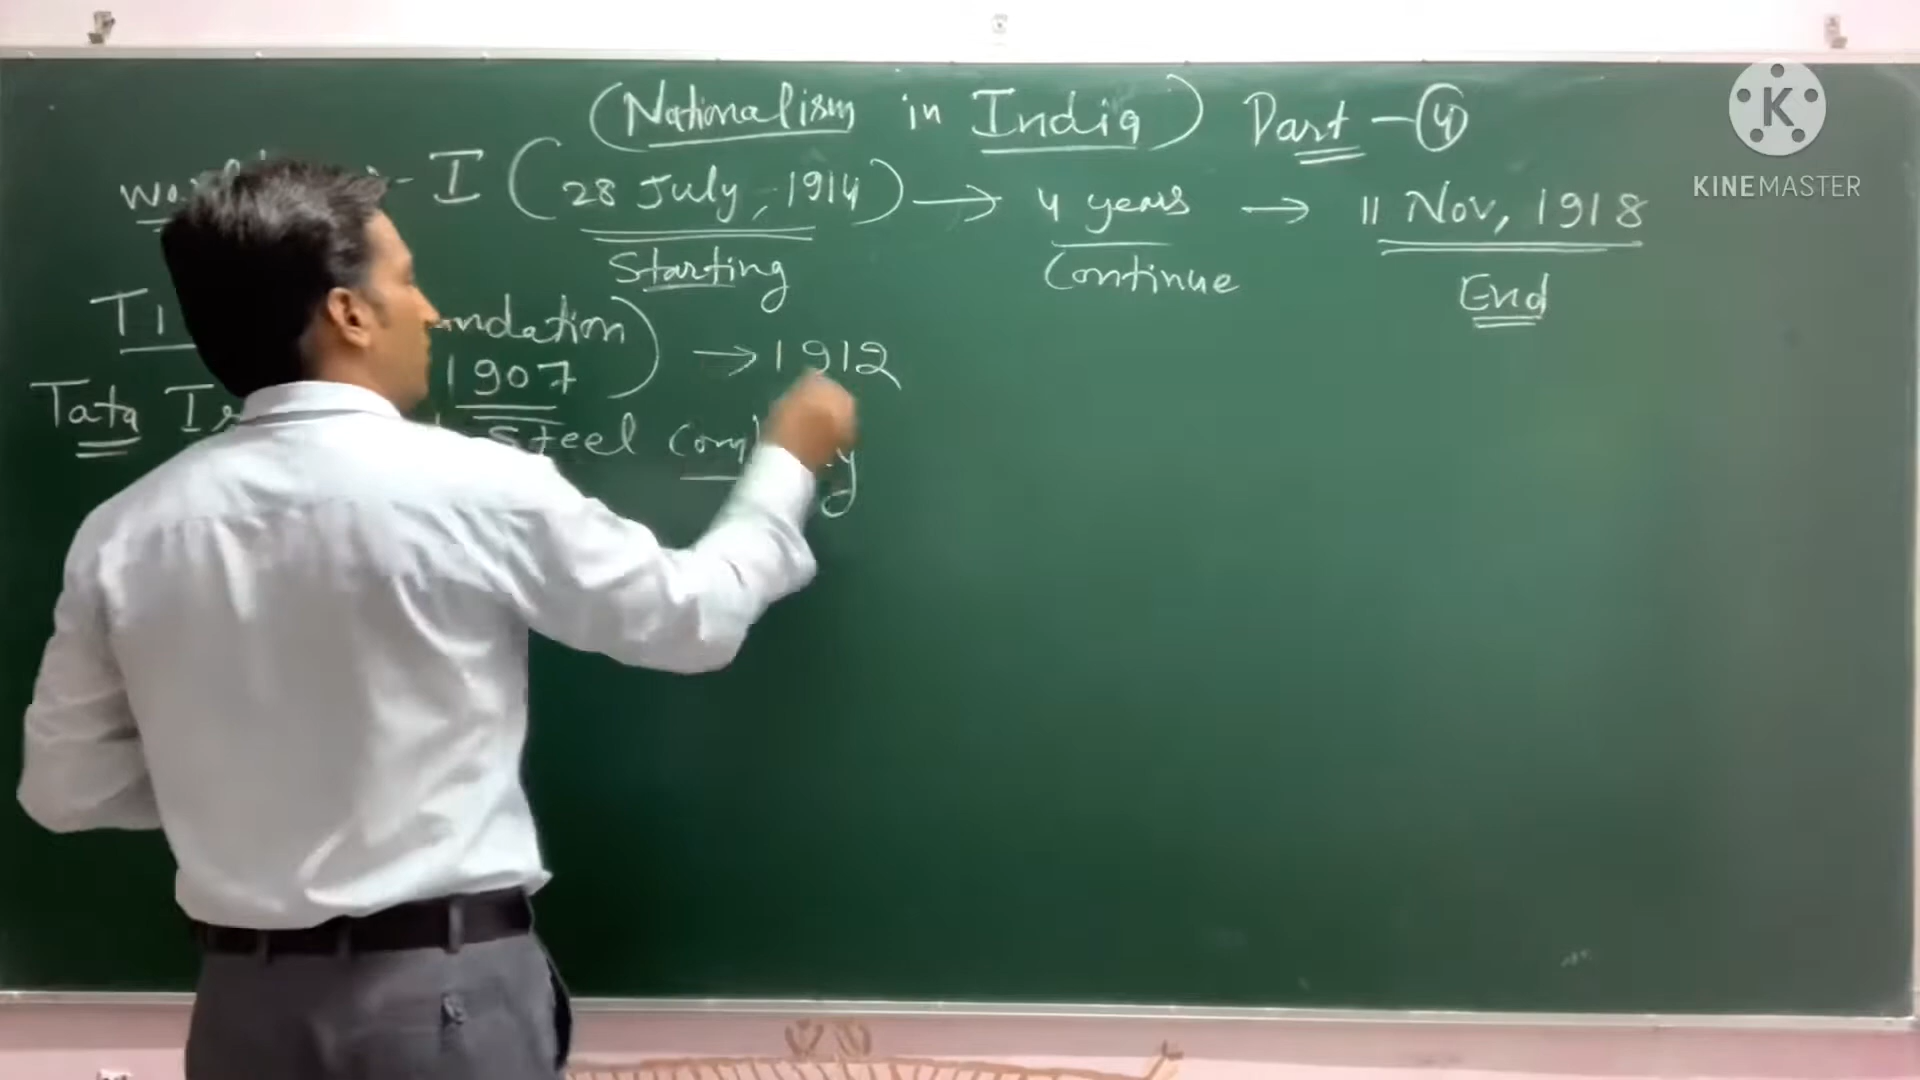 (Nationalism in India) Part - 4
I (28 July, 1914) → 4 years → 11 Nov, 1918
Starting Continue End
1907) → 1912
Tata Steel Company
KINEMASTER